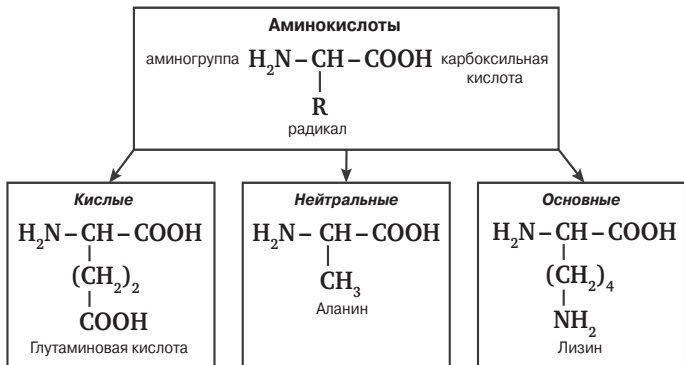 Аминокислоты
аминогруппа H₂N – CH – COOH карбоксильная
кислота
R
радикал
Кислые
H₂N – CH – COOH
(CH₂)₂
COOH
Глутаминовая кислота
Нейтральные
H₂N – CH – COOH
CH₃
Аланин
Основные
H₂N – CH – COOH
(CH₂)₄
NH₂
Лизин